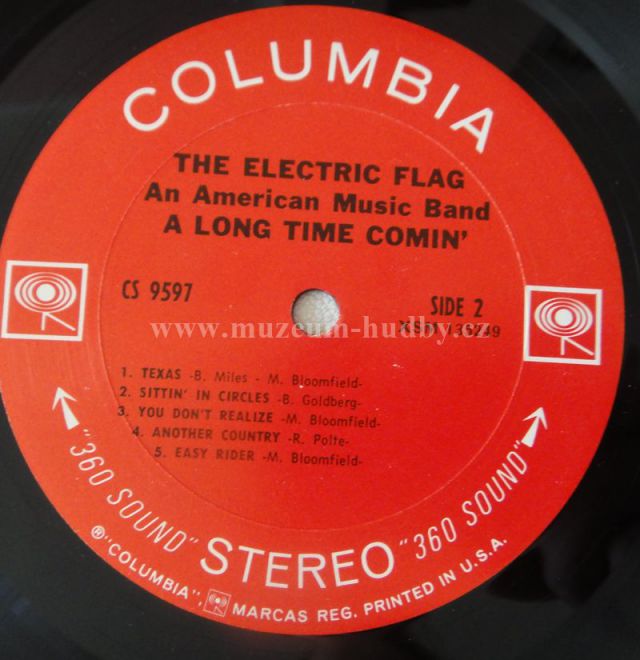 COLUMBIA
THE ELECTRIC FLAG
An American Music Band
A LONG TIME COMIN'
CS 9597
SIDE 2
XSM 136249
www.muzeum-hudby.cz
1. TEXAS -B. Miles - M. Bloomfield-
2. SITTIN' IN CIRCLES -B. Goldberg-
3. YOU DON'T REALIZE -M. Bloomfield-
4. ANOTHER COUNTRY -R. Polte-
5. EASY RIDER -M. Bloomfield-
"360 SOUND" STEREO "360 SOUND"
®"COLUMBIA", MARCAS REG. PRINTED IN U.S.A.